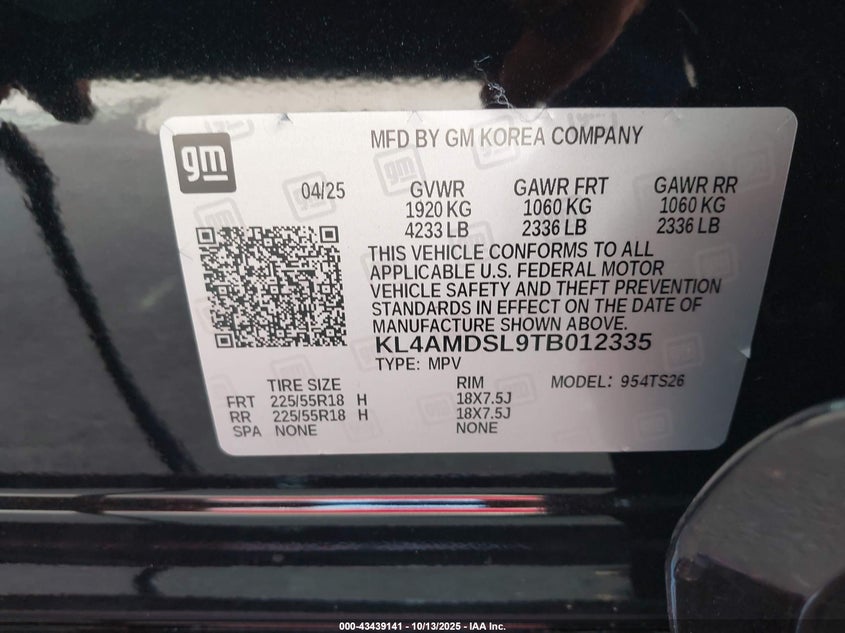 gm
MFD BY GM KOREA COMPANY
04/25
GVWR GAWR FRT GAWR RR
1920 KG 1060 KG 1060 KG
4233 LB 2336 LB 2336 LB
THIS VEHICLE CONFORMS TO ALL
APPLICABLE U.S. FEDERAL MOTOR
VEHICLE SAFETY AND THEFT PREVENTION
STANDARDS IN EFFECT ON THE DATE OF
MANUFACTURE SHOWN ABOVE.
KL4AMDSL9TB012335
TYPE: MPV
TIRE SIZE RIM MODEL: 954TS26
FRT 225/55R18 H 18X7.5J
RR 225/55R18 H 18X7.5J
SPA NONE NONE
000-43439141 - 10/13/2025 - IAA Inc.